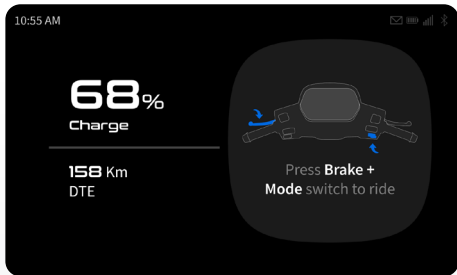 10:55 AM
68%
Charge
158 Km
DTE
Press Brake +
Mode switch to ride